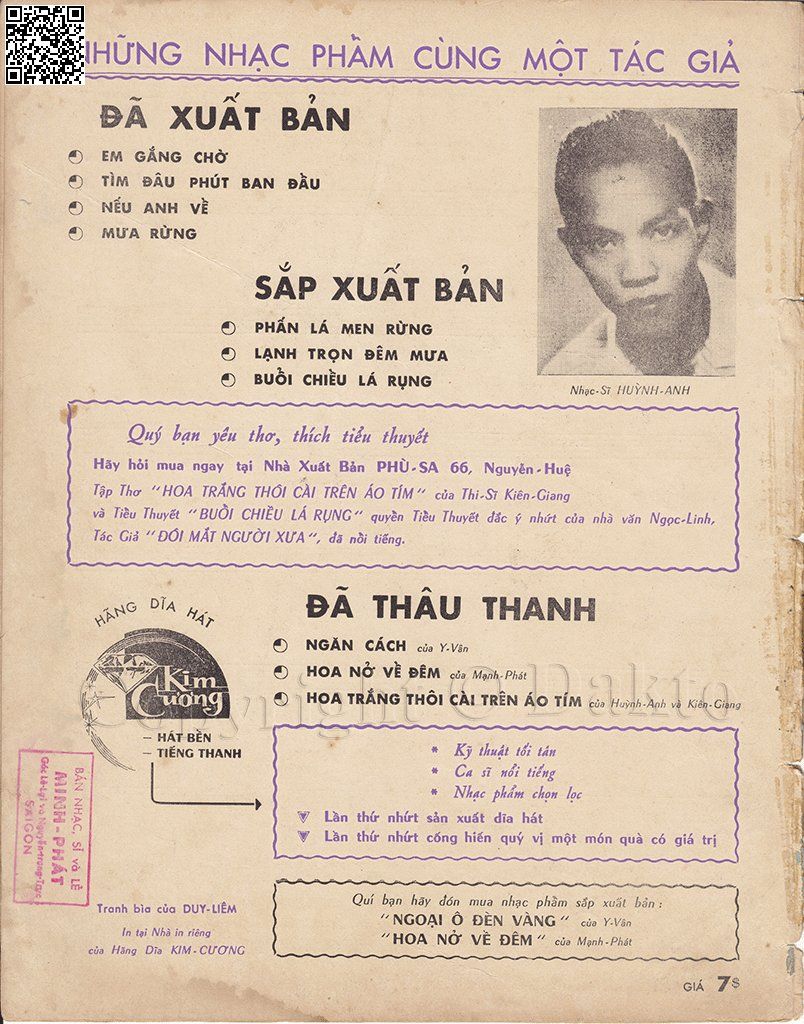 NHỮNG NHẠC PHẨM CÙNG MỘT TÁC GIẢ
ĐÃ XUẤT BẢN
EM GẮNG CHỜ
TÌM ĐÂU PHÚT BAN ĐẦU
NẾU ANH VỀ
MƯA RỪNG
SẮP XUẤT BẢN
PHẤN LÁ MEN RỪNG
LẠNH TRỌN ĐÊM MƯA
BUỔI CHIỀU LÁ RỤNG
Nhạc-Sĩ HUỲNH-ANH
Quý bạn yêu thơ, thích tiểu thuyết
Hãy hỏi mua ngay tại Nhà Xuất Bản PHÙ-SA 66, Nguyễn-Huệ
Tập Thơ "HOA TRẮNG THÔI CÀI TRÊN ÁO TÍM" của Thi-Sĩ Kiên-Giang
và Tiểu Thuyết "BUỔI CHIỀU LÁ RỤNG" quyền Tiểu Thuyết đắc ý nhứt của nhà văn Ngọc-Linh,
Tác Giả "ĐÔI MẮT NGƯỜI XƯA", đã nổi tiếng.
HÃNG DĨA HÁT
Kim Cương
- HÁT BỀN
- TIẾNG THANH
ĐÃ THÂU THANH
NGĂN CÁCH của Y-Vân
HOA NỞ VỀ ĐÊM của Mạnh-Phát
HOA TRẮNG THÔI CÀI TRÊN ÁO TÍM của Huỳnh-Anh và Kiên-Giang
Copyright © Dakto
* Kỹ thuật tối tân
* Ca sĩ nổi tiếng
* Nhạc phẩm chọn lọc
Lần thứ nhứt sản xuất dĩa hát
Lần thứ nhứt cống hiến quý vị một món quà có giá trị
BÁN NHẠC, SỈ và LẺ
MINH-PHÁT
Góc Lê-Lợi và Nguyễn-trung-Trực
SAIGON
Tranh bìa của DUY-LIÊM
In tại Nhà in riêng
của Hãng Dĩa KIM-CƯƠNG
Quí bạn hãy đón mua nhạc phẩm sắp xuất bản :
"NGOẠI Ô ĐÈN VÀNG" của Y-Vân
"HOA NỞ VỀ ĐÊM" của Mạnh-Phát
GIÁ 7$